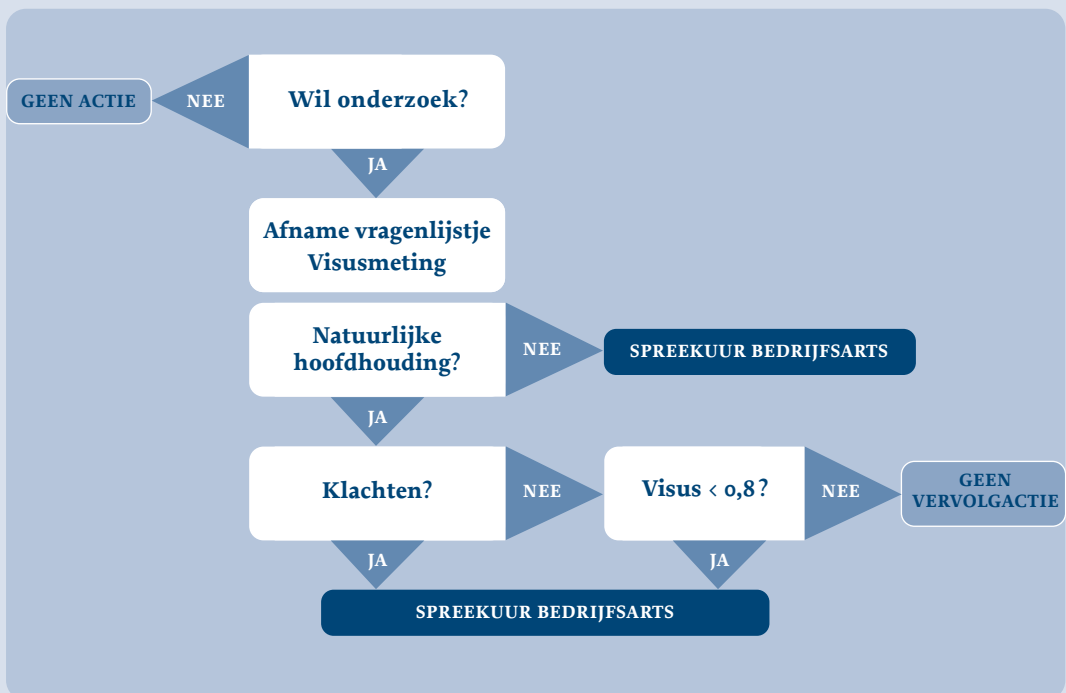 GEEN ACTIE
NEE
Wil onderzoek?
JA
Afname vragenlijstje
Visusmeting
Natuurlijke
hoofdhouding?
NEE
SPREEKUUR BEDRIJFSARTS
JA
Klachten?
NEE
Visus < 0,8?
NEE
GEEN
VERVOLGACTIE
JA
JA
SPREEKUUR BEDRIJFSARTS